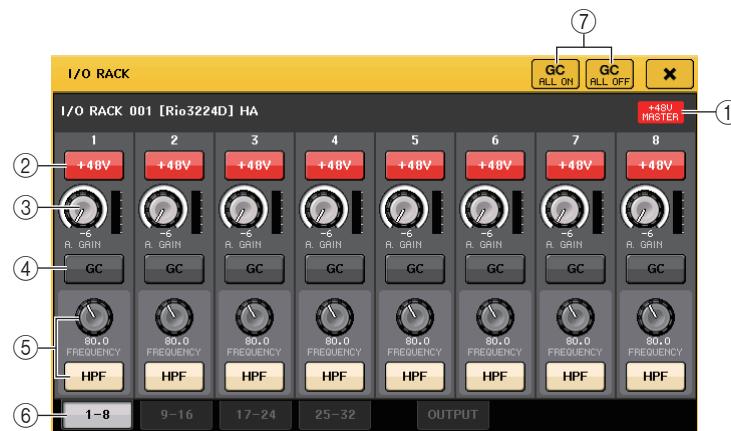 ⑦
I/O RACK
GC ALL ON
GC ALL OFF
I/O RACK 001 [Rio3224D] HA
+48V MASTER
①
1 2 3 4 5 6 7 8
② +48V +48V +48V +48V +48V +48V +48V +48V
③
-6 -6 -6 -6 -6 -6 -6 -6
A. GAIN A. GAIN A. GAIN A. GAIN A. GAIN A. GAIN A. GAIN A. GAIN
④ GC GC GC GC GC GC GC GC
⑤
80.0 80.0 80.0 80.0 80.0 80.0 80.0 80.0
FREQUENCY FREQUENCY FREQUENCY FREQUENCY FREQUENCY FREQUENCY FREQUENCY FREQUENCY
HPF HPF HPF HPF HPF HPF HPF HPF
⑥ 1-8 9-16 17-24 25-32 OUTPUT